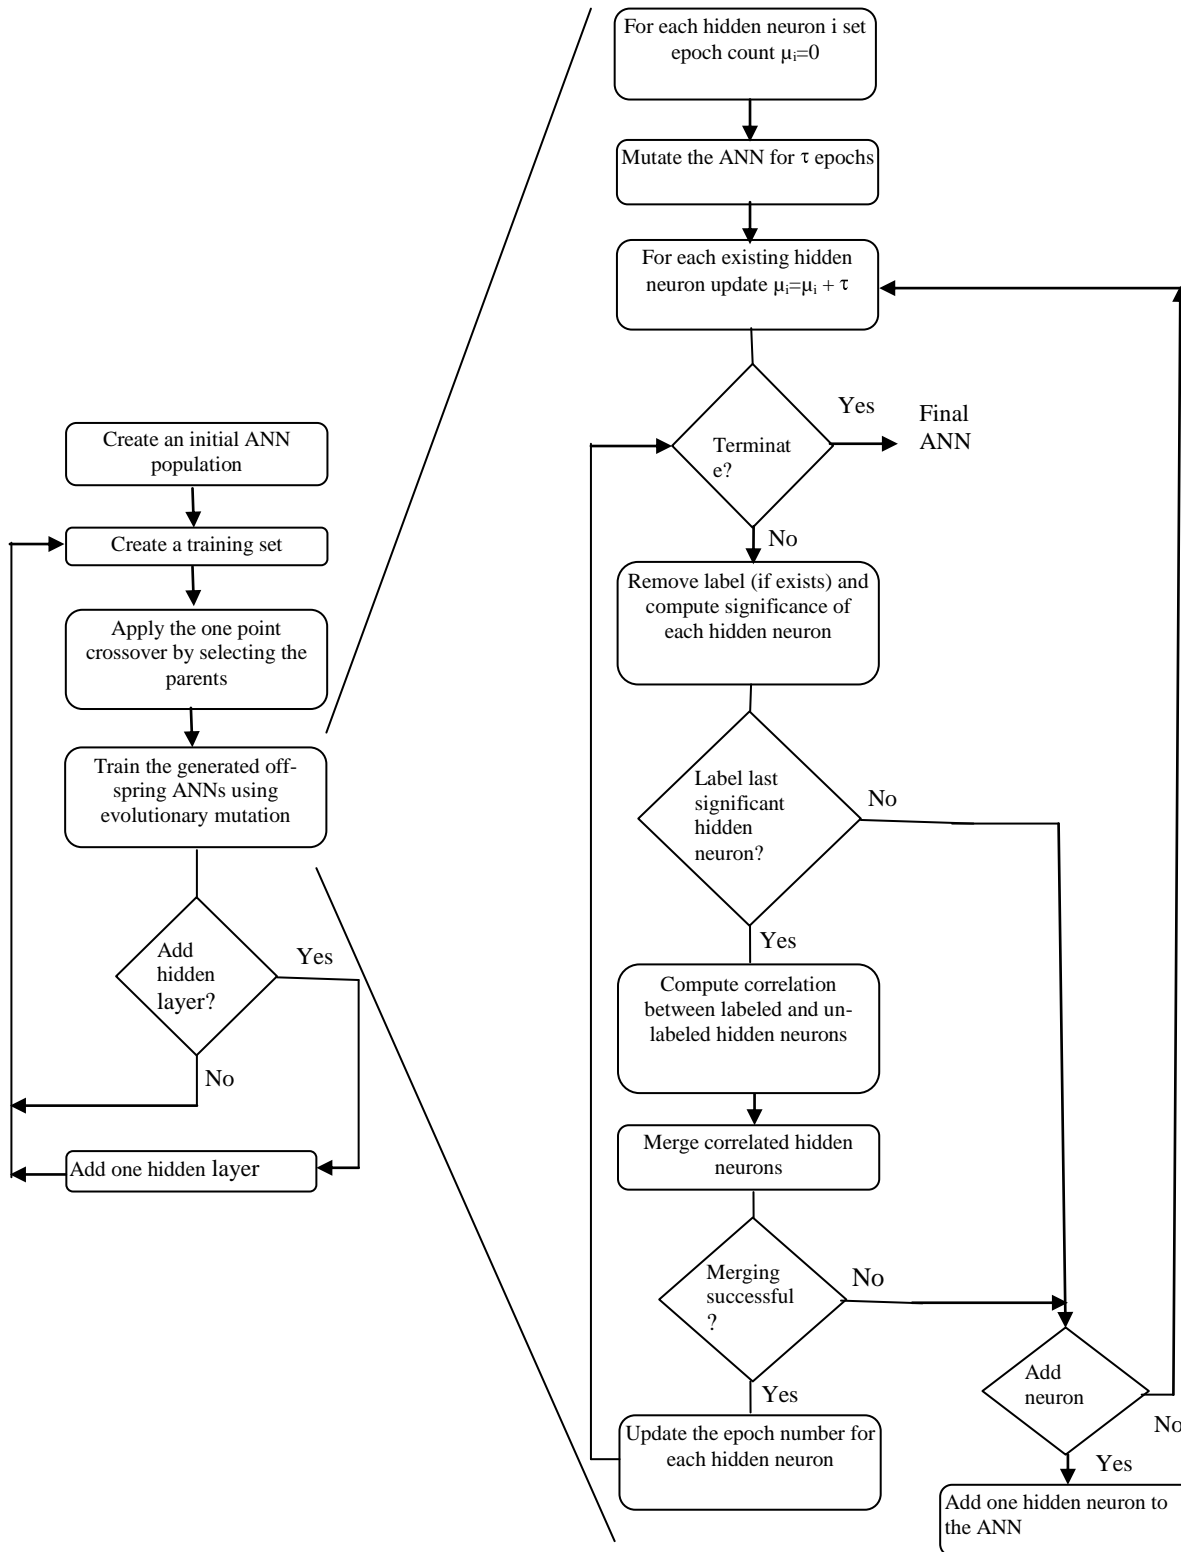 Create an initial ANN
population
Create a training set
Apply the one point
crossover by selecting the
parents
Train the generated off-
spring ANNs using
evolutionary mutation
Add
hidden
layer?
Yes
No
Add one hidden layer
For each hidden neuron i set
epoch count μᵢ=0
Mutate the ANN for τ epochs
For each existing hidden
neuron update μᵢ=μᵢ + τ
Terminat
e?
Yes
Final
ANN
No
Remove label (if exists) and
compute significance of
each hidden neuron
Label last
significant
hidden
neuron?
No
Yes
Compute correlation
between labeled and un-
labeled hidden neurons
Merge correlated hidden
neurons
Merging
successful
?
No
Yes
Update the epoch number for
each hidden neuron
Add
neuron
No
Yes
Add one hidden neuron to
the ANN